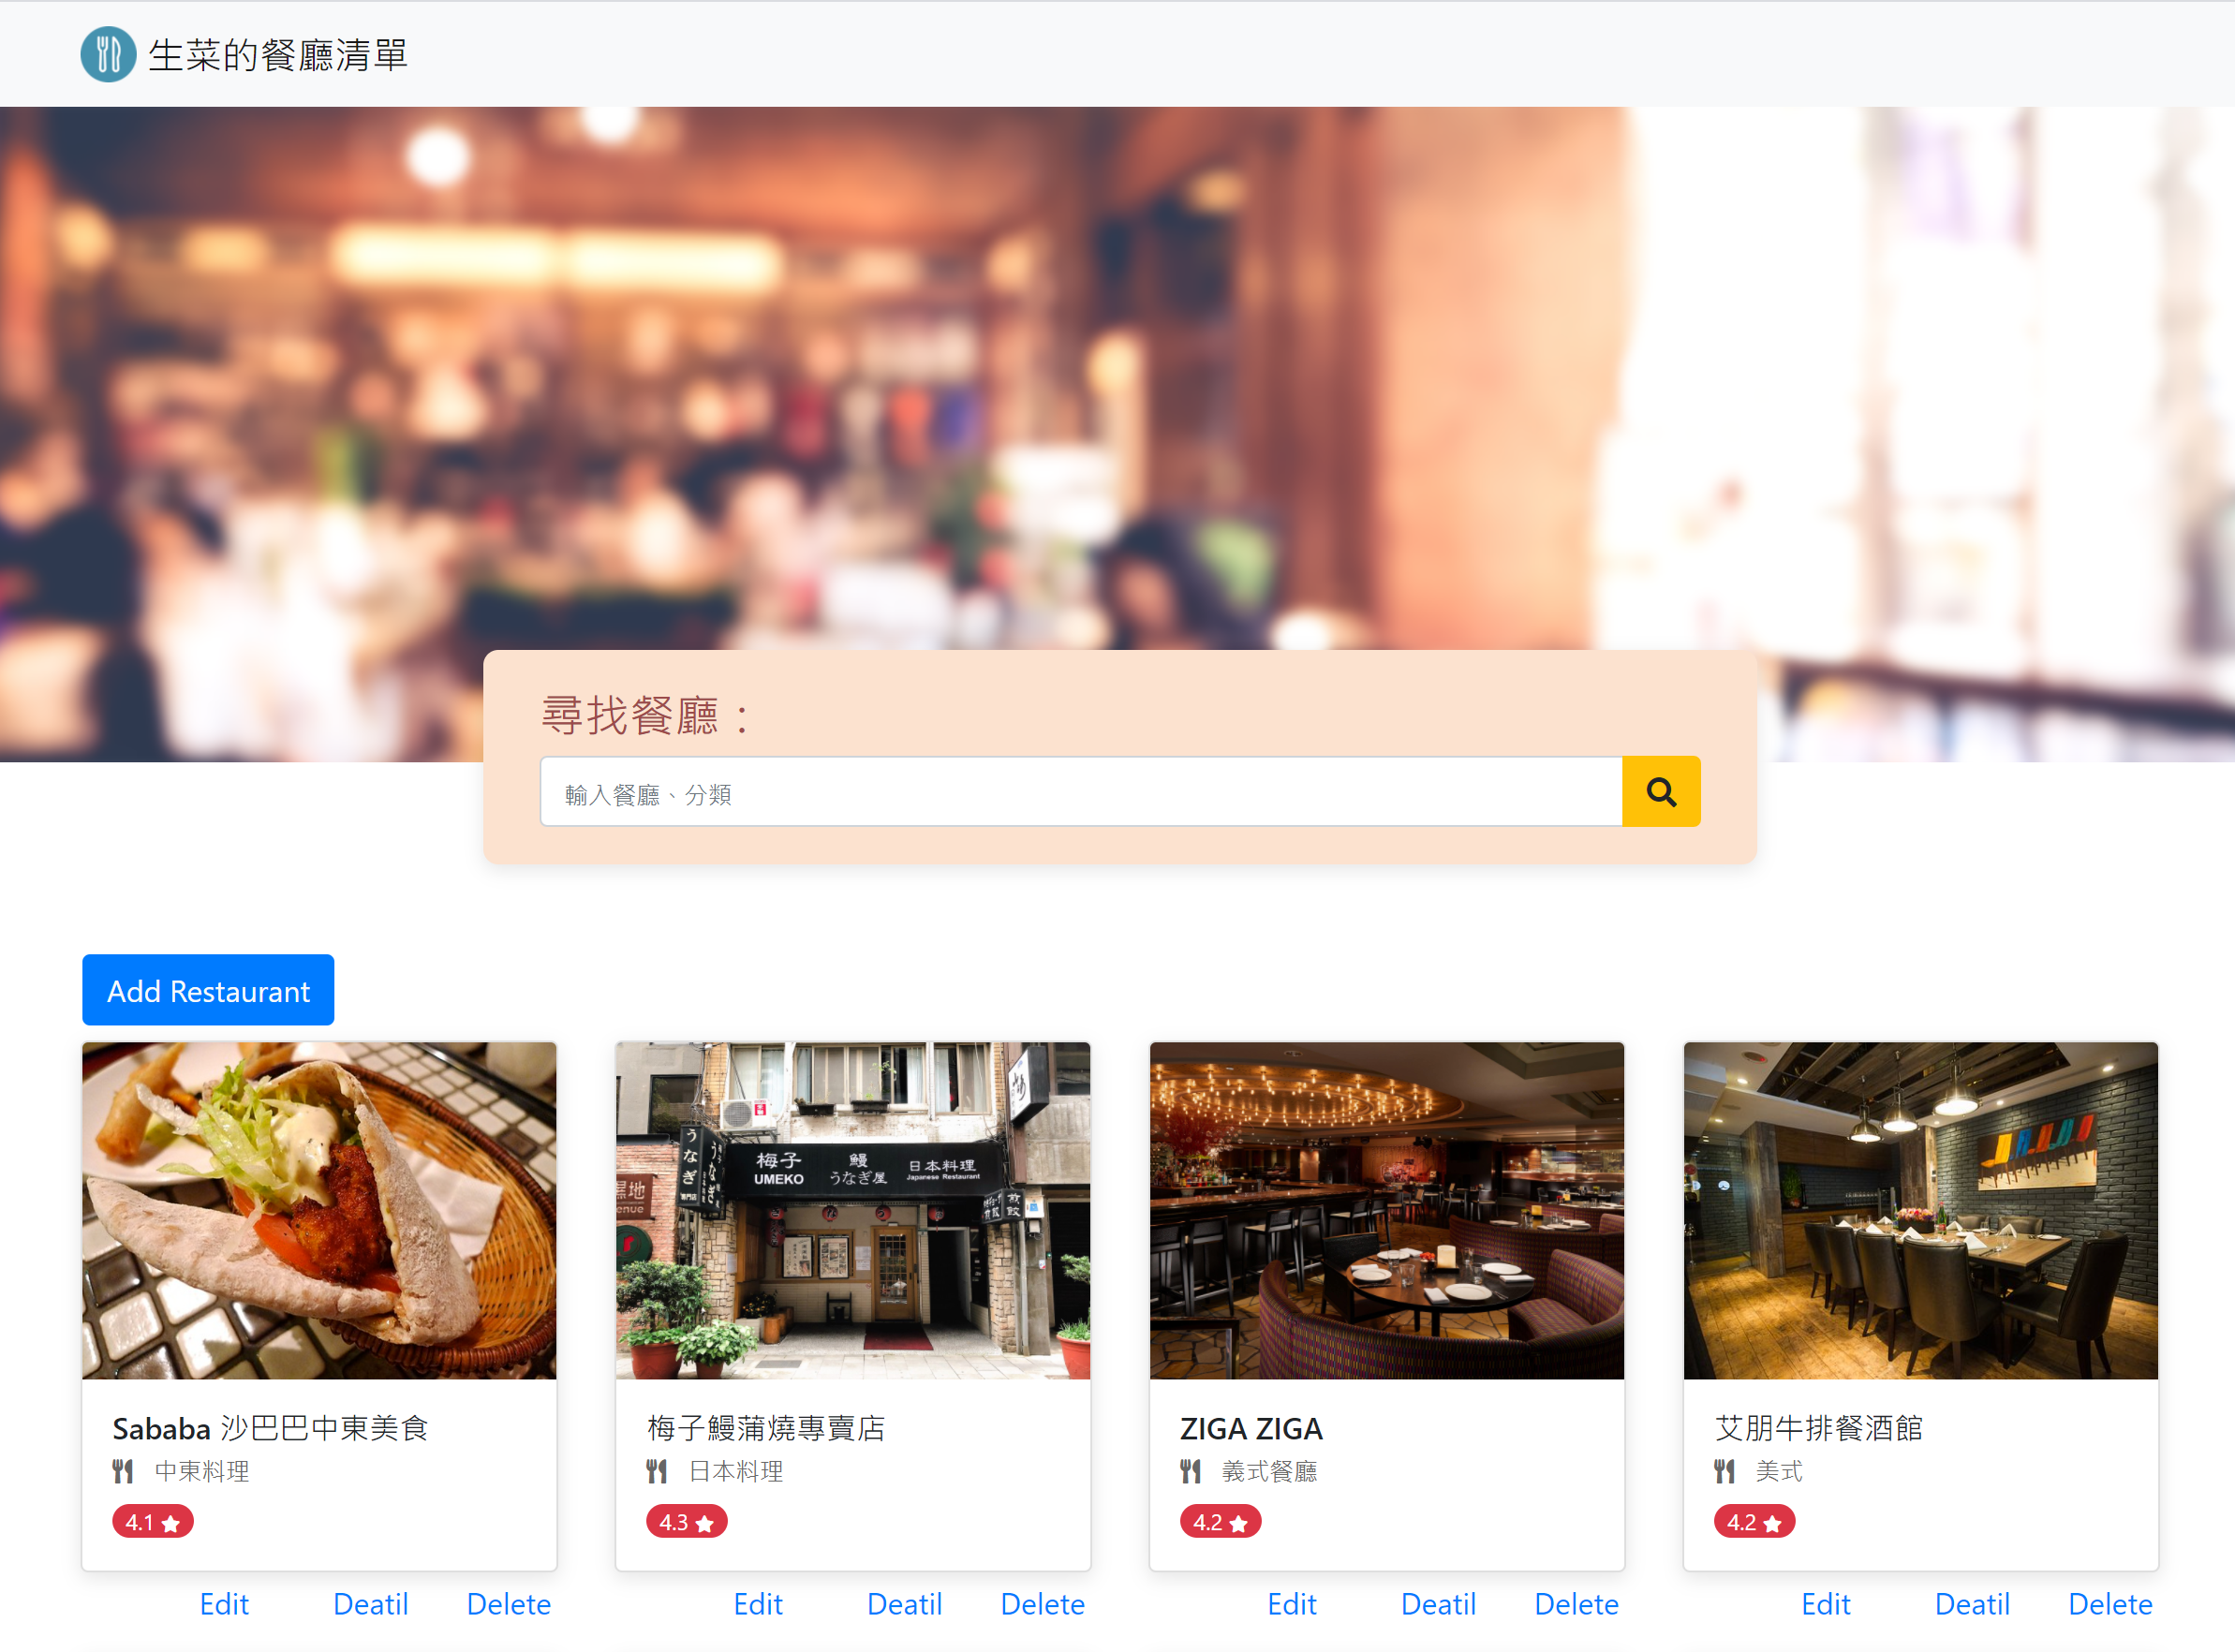 生菜的餐廳清單
尋找餐廳：
輸入餐廳、分類
Add Restaurant
梅子
UMEKO
鰻
うなぎ屋
日本料理
Japanese Restaurant
うなぎ
Sababa 沙巴巴中東美食
中東料理
4.1
梅子鰻蒲燒專賣店
日本料理
4.3
ZIGA ZIGA
義式餐廳
4.2
艾朋牛排餐酒館
美式
4.2
Edit Deatil Delete
Edit Deatil Delete
Edit Deatil Delete
Edit Deatil Delete